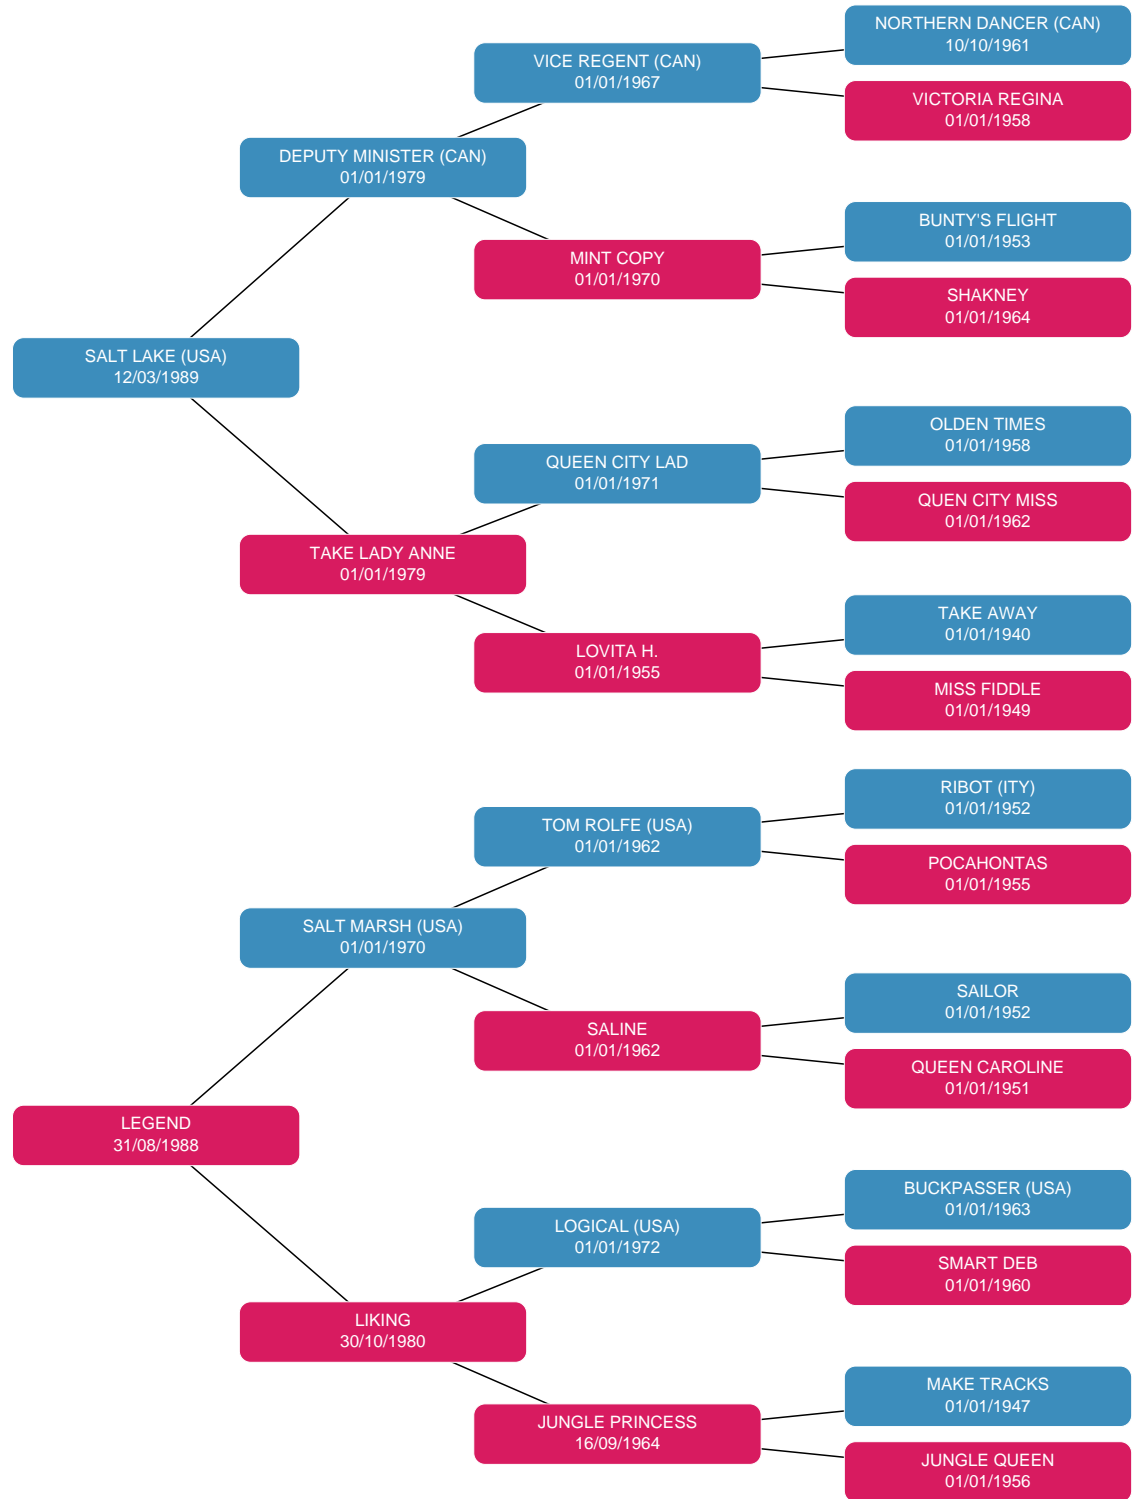 NORTHERN DANCER (CAN)
10/10/1961
VICE REGENT (CAN)
01/01/1967
VICTORIA REGINA
01/01/1958
DEPUTY MINISTER (CAN)
01/01/1979
BUNTY'S FLIGHT
01/01/1953
MINT COPY
01/01/1970
SHAKNEY
01/01/1964
SALT LAKE (USA)
12/03/1989
OLDEN TIMES
01/01/1958
QUEEN CITY LAD
01/01/1971
QUEN CITY MISS
01/01/1962
TAKE LADY ANNE
01/01/1979
TAKE AWAY
01/01/1940
LOVITA H.
01/01/1955
MISS FIDDLE
01/01/1949
RIBOT (ITY)
01/01/1952
TOM ROLFE (USA)
01/01/1962
POCAHONTAS
01/01/1955
SALT MARSH (USA)
01/01/1970
SAILOR
01/01/1952
SALINE
01/01/1962
QUEEN CAROLINE
01/01/1951
LEGEND
31/08/1988
BUCKPASSER (USA)
01/01/1963
LOGICAL (USA)
01/01/1972
SMART DEB
01/01/1960
LIKING
30/10/1980
MAKE TRACKS
01/01/1947
JUNGLE PRINCESS
16/09/1964
JUNGLE QUEEN
01/01/1956